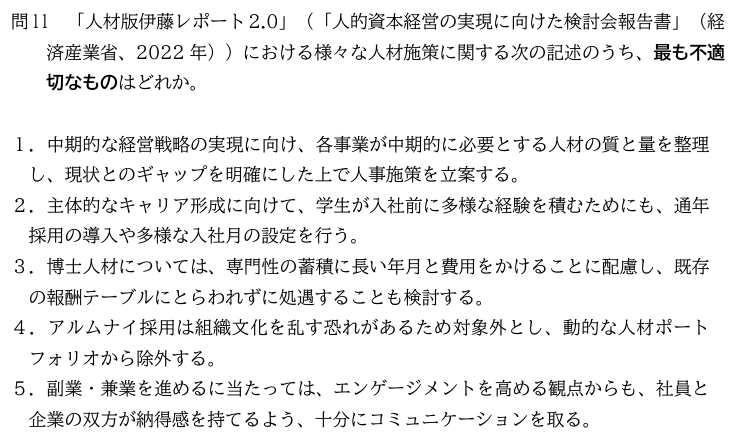 問11 「人材版伊藤レポート2.0」（「人的資本経営の実現に向けた検討会報告書」（経
済産業省、2022 年））における様々な人材施策に関する次の記述のうち、最も不適
切なものはどれか。
１．中期的な経営戦略の実現に向け、各事業が中期的に必要とする人材の質と量を整理
し、現状とのギャップを明確にした上で人事施策を立案する。
２．主体的なキャリア形成に向けて、学生が入社前に多様な経験を積むためにも、通年
採用の導入や多様な入社月の設定を行う。
３．博士人材については、専門性の蓄積に長い年月と費用をかけることに配慮し、既存
の報酬テーブルにとらわれずに処遇することも検討する。
４．アルムナイ採用は組織文化を乱す恐れがあるため対象外とし、動的な人材ポート
フォリオから除外する。
５．副業・兼業を進めるに当たっては、エンゲージメントを高める観点からも、社員と
企業の双方が納得感を持てるよう、十分にコミュニケーションを取る。